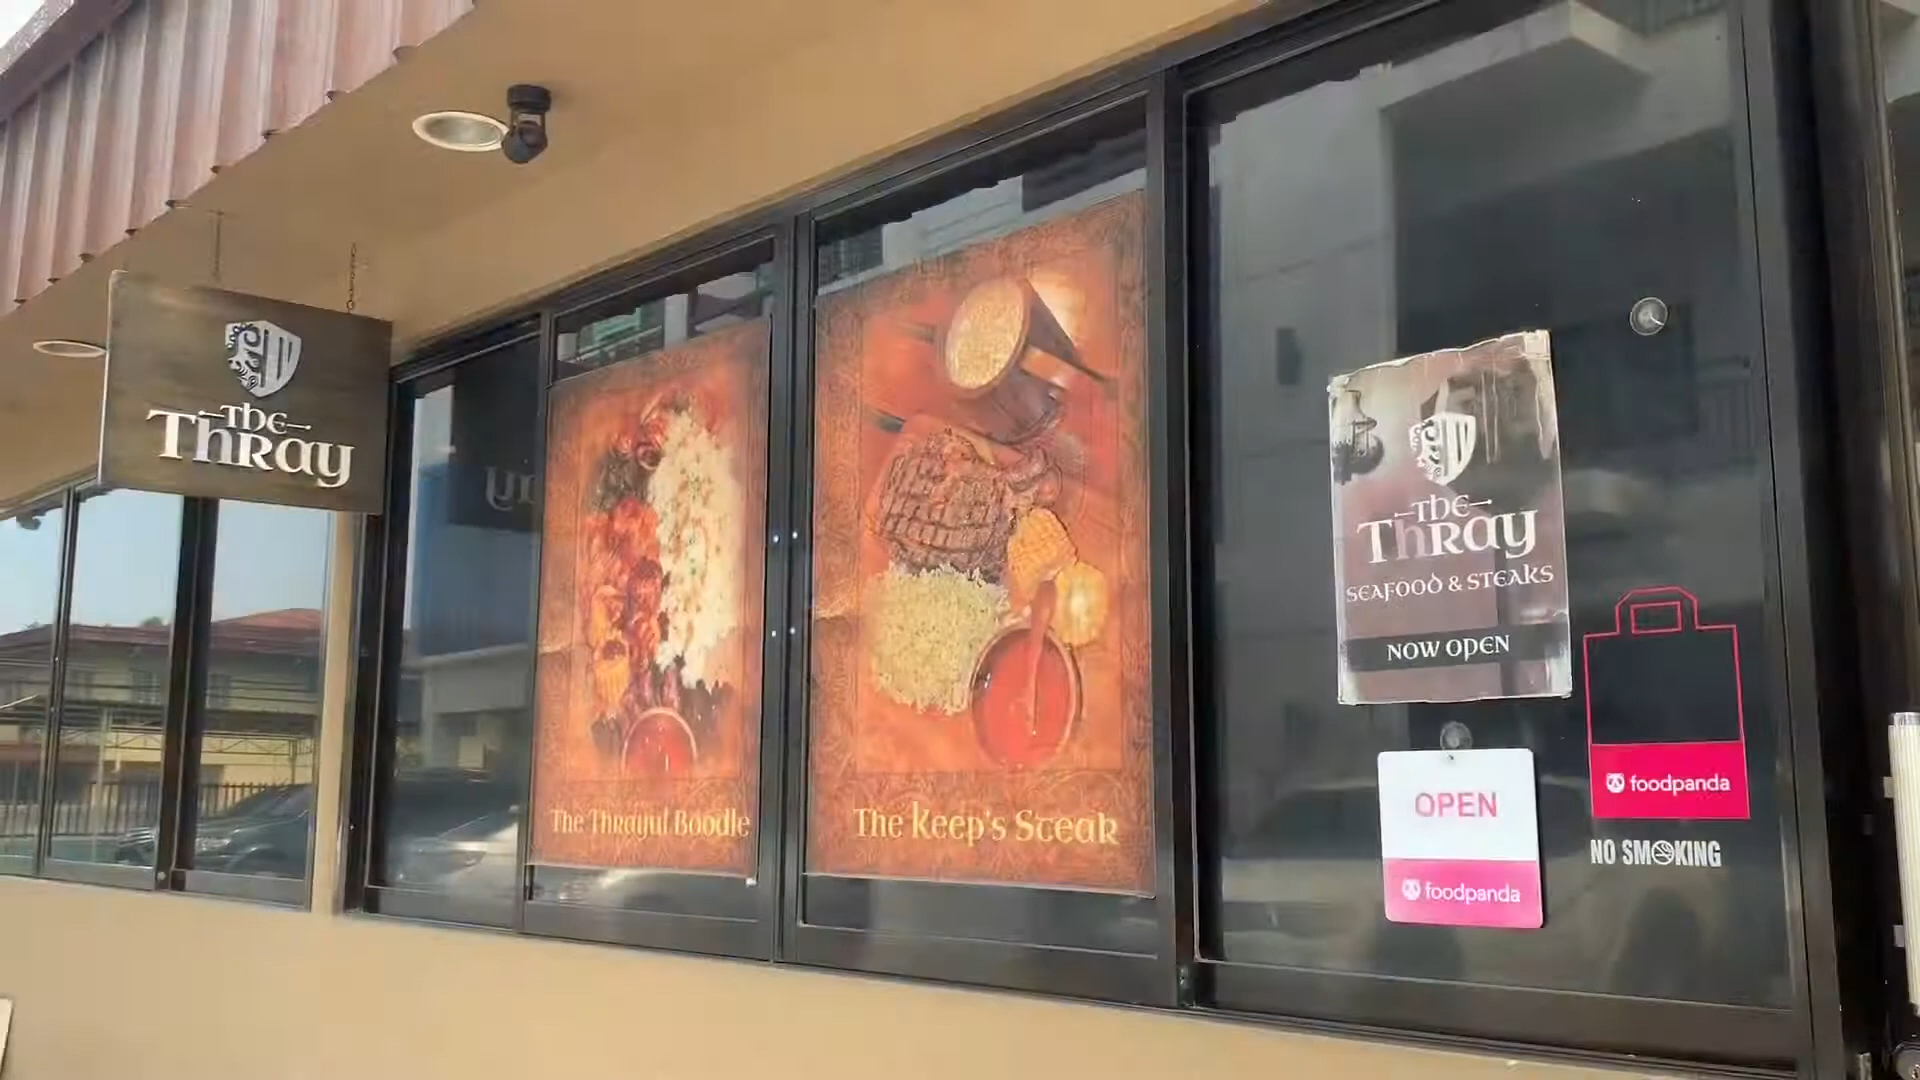 The
Thray
The Thrayul Boodle
The Keep's Steak
The
Thray
Seafood & Steaks
Now Open
OPEN
foodpanda
foodpanda
NO SMOKING